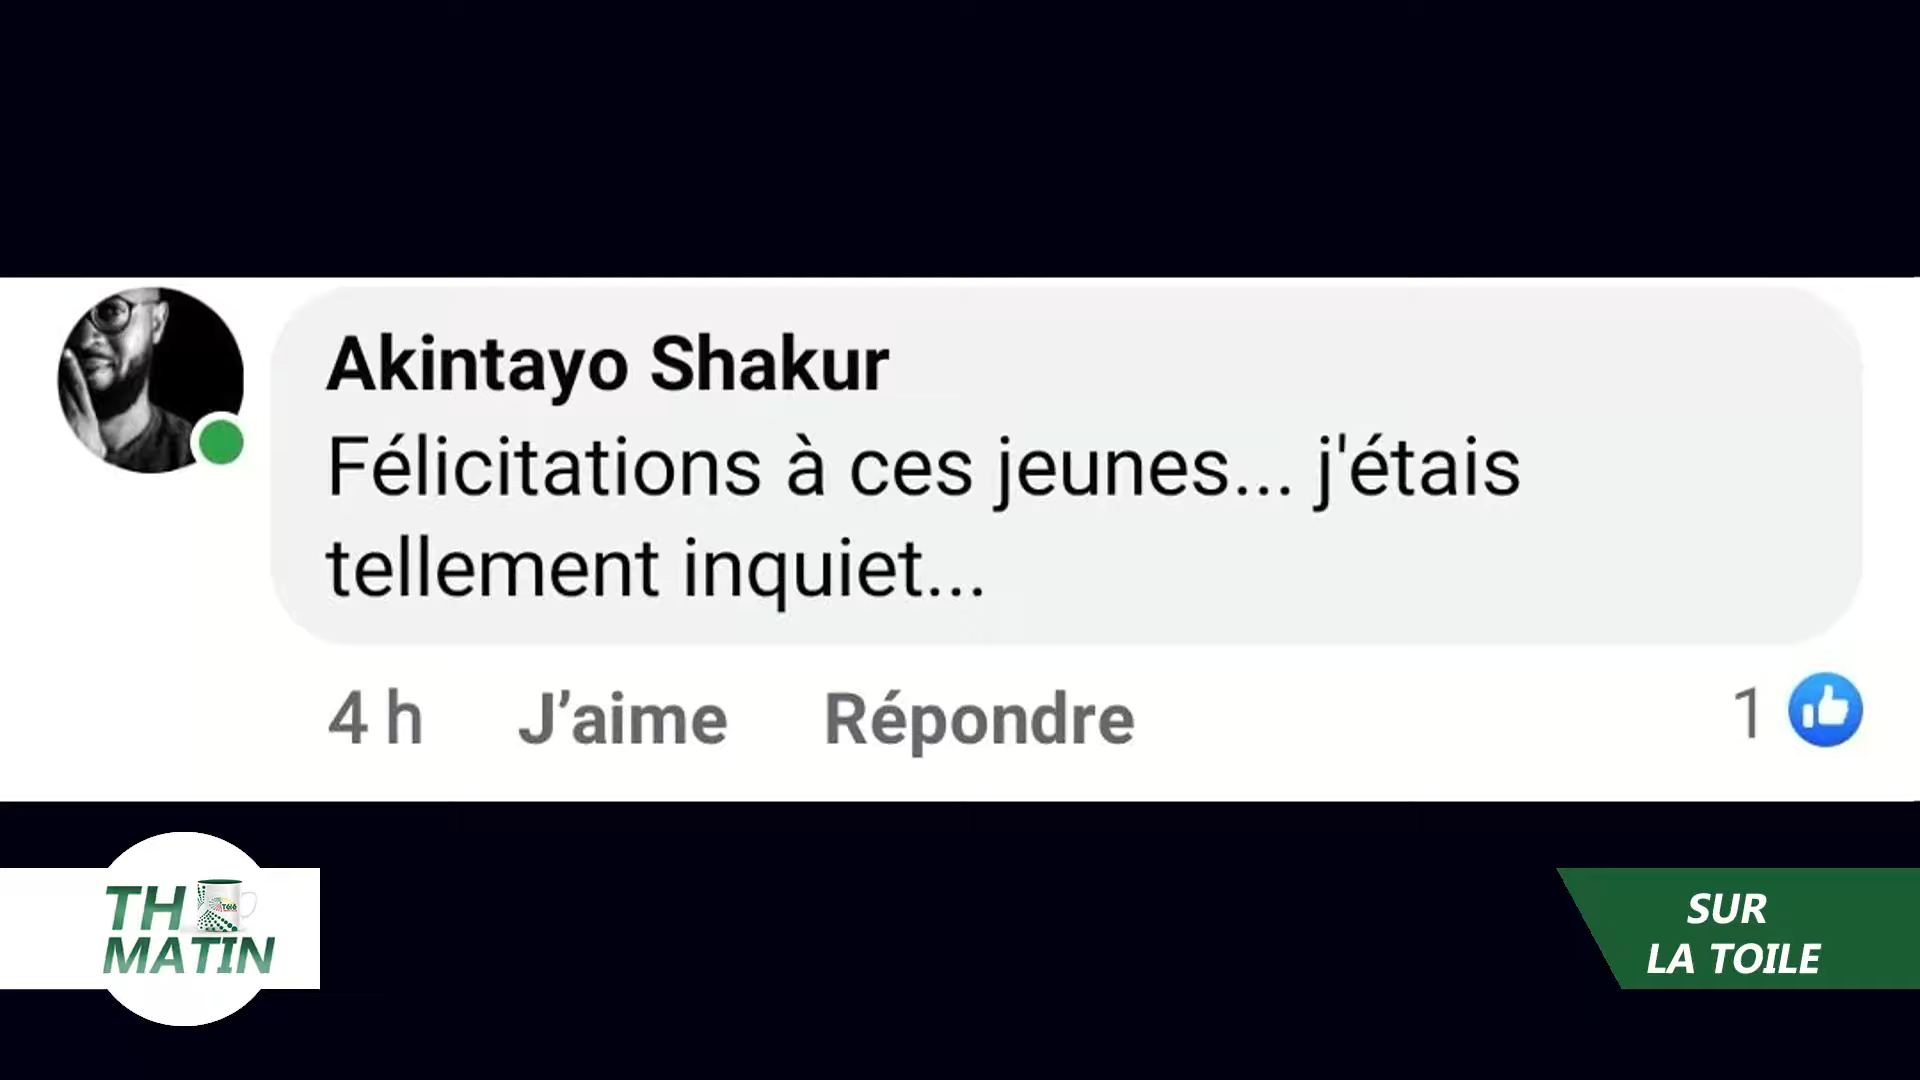 Akintayo Shakur
Félicitations à ces jeunes... j'étais
tellement inquiet...
4 h J’aime Répondre 1
TH
MATIN
SUR
LA TOILE